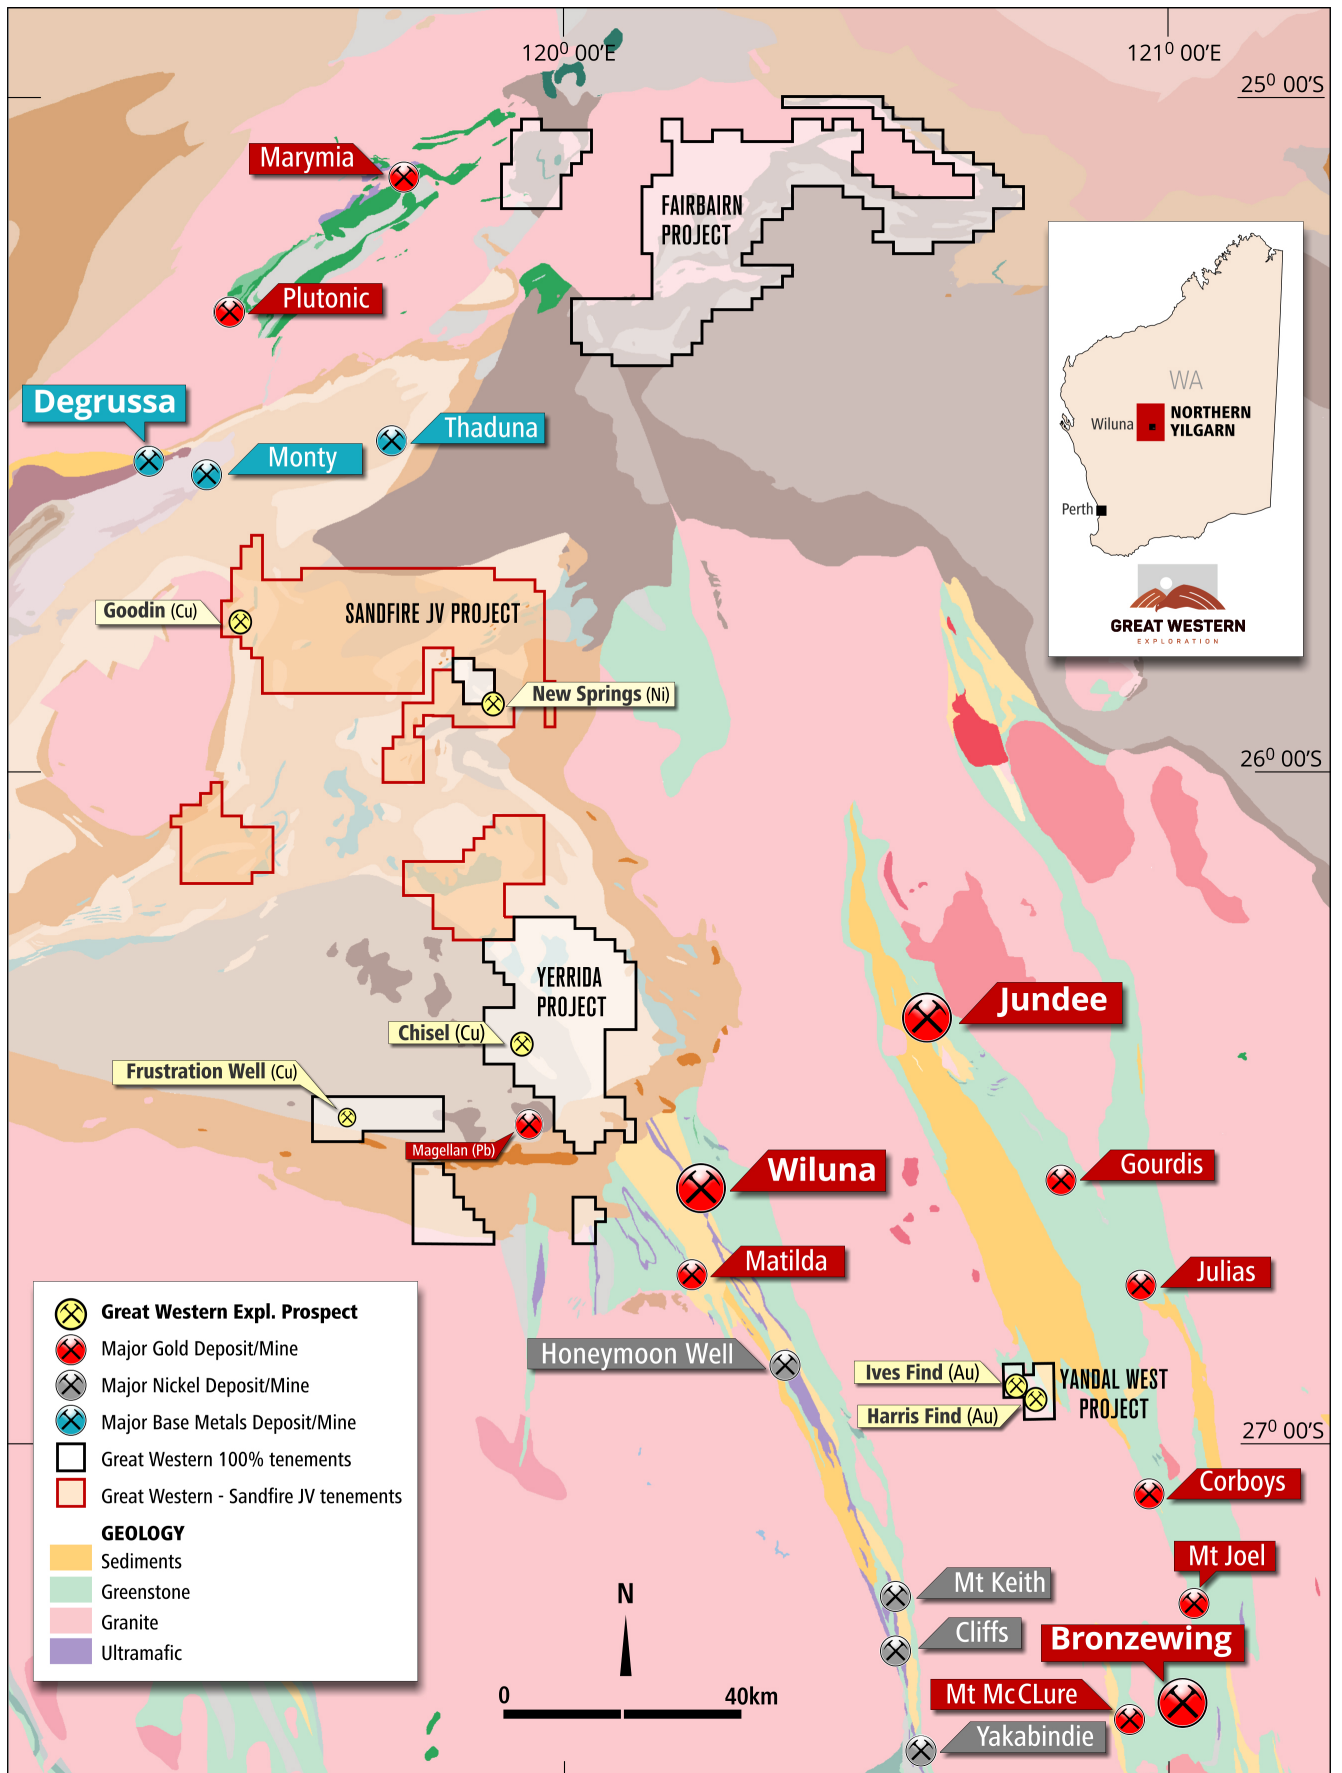 120⁰ 00'E
121⁰ 00'E
25⁰ 00'S
Marymia
FAIRBAIRN
PROJECT
Plutonic
WA
Wiluna
NORTHERN
YILGARN
Perth
GREAT WESTERN
EXPLORATION
Degrussa
Thaduna
Monty
Goodin (Cu)
SANDFIRE JV PROJECT
New Springs (Ni)
26⁰ 00'S
YERRIDA
PROJECT
Jundee
Chisel (Cu)
Frustration Well (Cu)
Magellan (Pb)
Wiluna
Gourdis
Matilda
Julias
Honeymoon Well
Ives Find (Au)
Harris Find (Au)
YANDAL WEST
PROJECT
27⁰ 00'S
Corboys
Mt Joel
Mt Keith
Cliffs
Bronzewing
Mt McCLure
Yakabindie
Great Western Expl. Prospect
Major Gold Deposit/Mine
Major Nickel Deposit/Mine
Major Base Metals Deposit/Mine
Great Western 100% tenements
Great Western - Sandfire JV tenements
GEOLOGY
Sediments
Greenstone
Granite
Ultramafic
N
0 40km